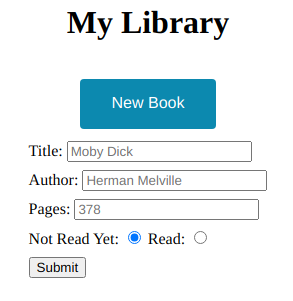 My Library
New Book
Title: Moby Dick
Author: Herman Melville
Pages: 378
Not Read Yet: Read:
Submit